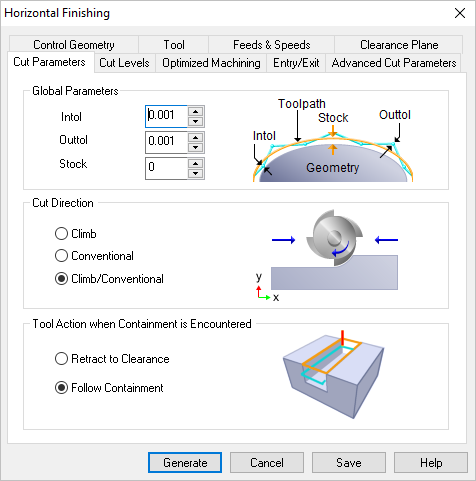 Horizontal Finishing
Control Geometry Tool Feeds & Speeds Clearance Plane
Cut Parameters Cut Levels Optimized Machining Entry/Exit Advanced Cut Parameters
Global Parameters
Intol 0.001
Outtol 0.001
Stock 0
Toolpath
Stock
Outtol
Intol
Geometry
Cut Direction
Climb
Conventional
Climb/Conventional
y
x
Tool Action when Containment is Encountered
Retract to Clearance
Follow Containment
Generate Cancel Save Help